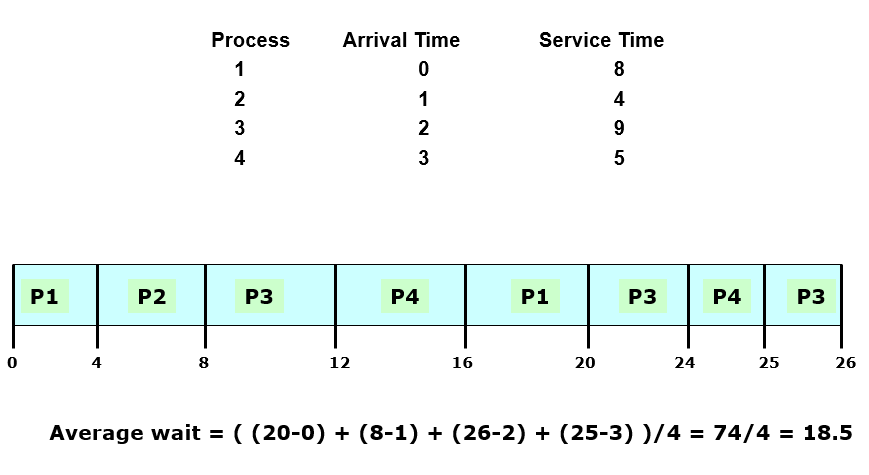 Process Arrival Time Service Time
1 0 8
2 1 4
3 2 9
4 3 5
P1 P2 P3 P4 P1 P3 P4 P3
0 4 8 12 16 20 24 25 26
Average wait = ( (20-0) + (8-1) + (26-2) + (25-3) )/4 = 74/4 = 18.5